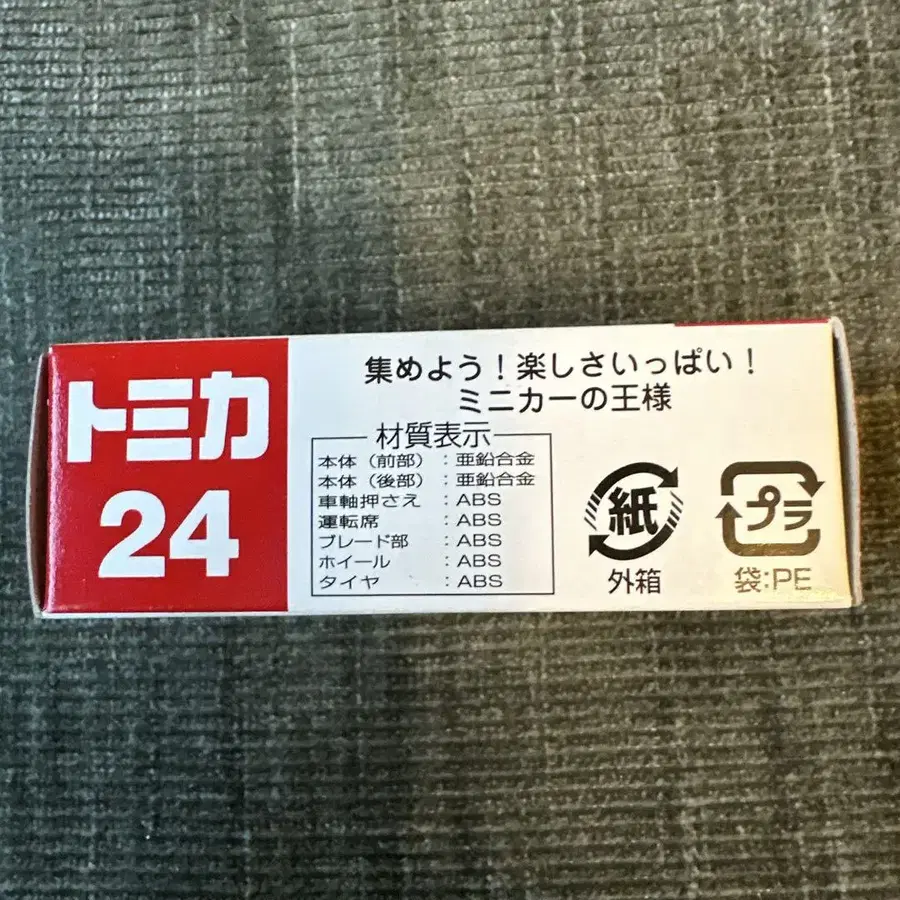 トミカ
24
集めよう!楽しさいっぱい!
ミニカーの王様
材質表示
本体(前部):亜鉛合金
本体(後部):亜鉛合金
車軸押さえ:ABS
運転席:ABS
ブレード部:ABS
ホイール:ABS
タイヤ:ABS
紙
外箱
プラ
袋:PE